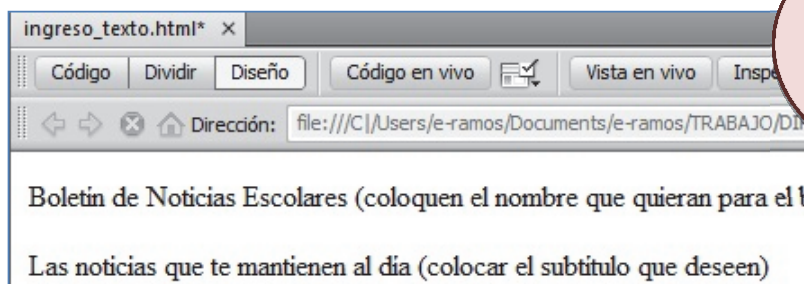 ingreso_texto.html* ×
Código Dividir Diseño Código en vivo Vista en vivo
Dirección: file:///C|/Users/e-ramos/Documents/e-ramos/TRABAJO/
Boletín de Noticias Escolares (coloquen el nombre que quieran para el
Las noticias que te mantienen al día (colocar el subtítulo que deseen)